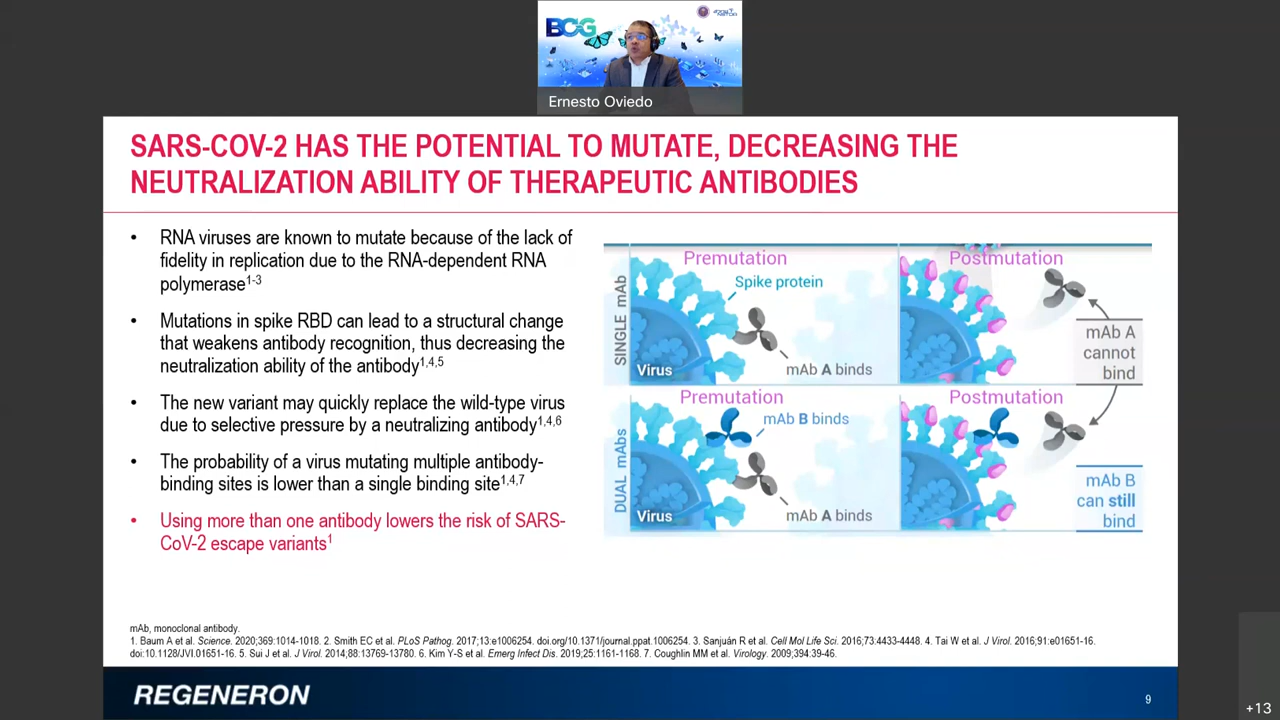 BCG
Ernesto Oviedo
SARS-COV-2 HAS THE POTENTIAL TO MUTATE, DECREASING THE
NEUTRALIZATION ABILITY OF THERAPEUTIC ANTIBODIES
• RNA viruses are known to mutate because of the lack of
fidelity in replication due to the RNA-dependent RNA
polymerase1-3
• Mutations in spike RBD can lead to a structural change
that weakens antibody recognition, thus decreasing the
neutralization ability of the antibody1,4,5
• The new variant may quickly replace the wild-type virus
due to selective pressure by a neutralizing antibody1,4,6
• The probability of a virus mutating multiple antibody-
binding sites is lower than a single binding site1,4,7
• Using more than one antibody lowers the risk of SARS-
CoV-2 escape variants1
SINGLE mAb
Premutation
Spike protein
Virus
mAb A binds
Postmutation
mAb A
cannot
bind
DUAL mAbs
Premutation
mAb B binds
Virus
mAb A binds
Postmutation
mAb B
can still
bind
mAb, monoclonal antibody.
1. Baum A et al. Science. 2020;369:1014-1018. 2. Smith EC et al. PLoS Pathog. 2017;13:e1006254. doi.org/10.1371/journal.ppat.1006254. 3. Sanjuán R et al. Cell Mol Life Sci. 2016;73:4433-4448. 4. Tai W et al. J Virol. 2016;91:e01651-16.
doi:10.1128/JVI.01651-16. 5. Sui J et al. J Virol. 2014;88:13769-13780. 6. Kim Y-S et al. Emerg Infect Dis. 2019;25:1161-1168. 7. Coughlin MM et al. Virology. 2009;394:39-46.
REGENERON
9
+13